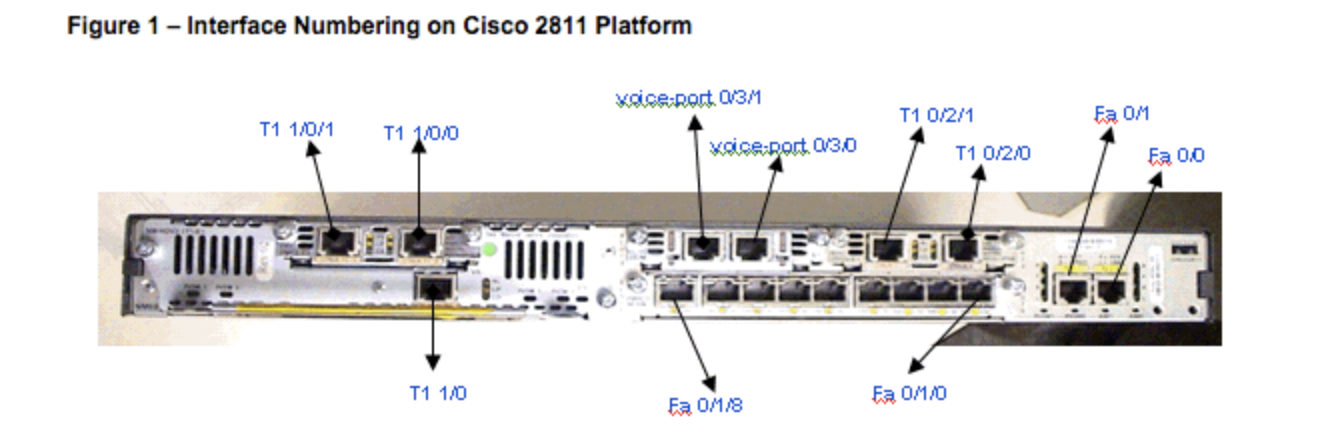 Figure 1 – Interface Numbering on Cisco 2811 Platform
voice-port 0/3/1
T1 1/0/1
T1 1/0/0
voice-port 0/3/0
T1 0/2/1
T1 0/2/0
Fa 0/1
Fa 0/0
T1 1/0
Fa 0/1/8
Fa 0/1/0